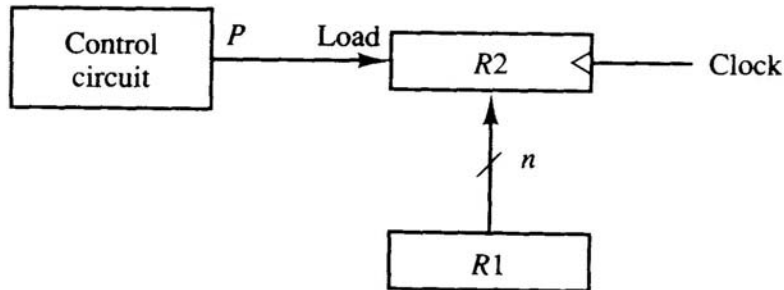 Control
circuit
P
Load
R2
Clock
n
R1